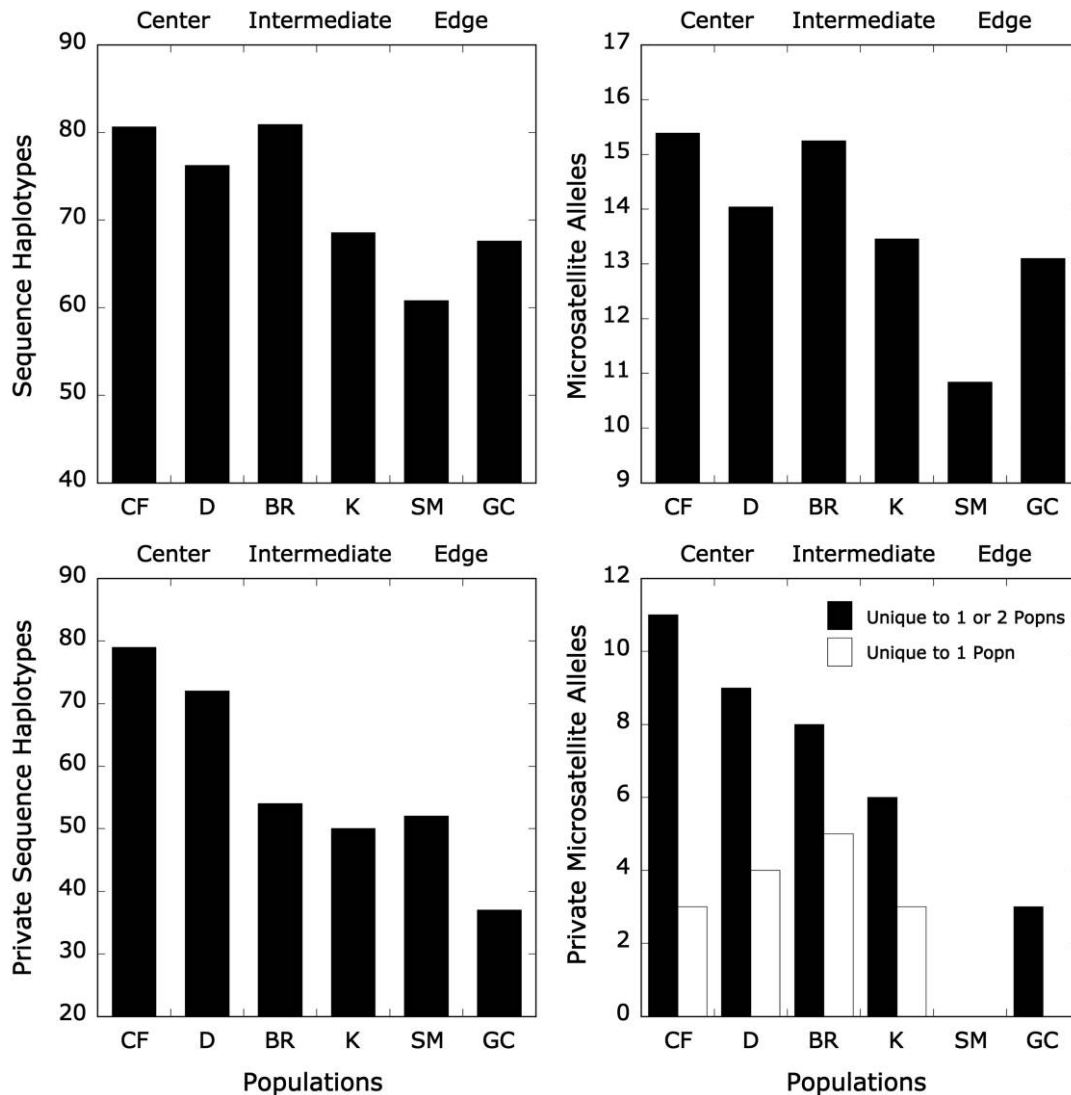 Center Intermediate Edge
90
80
70
60
50
40
Sequence Haplotypes
CF D BR K SM GC
Center Intermediate Edge
17
16
15
14
13
12
11
10
9
Microsatellite Alleles
CF D BR K SM GC
Center Intermediate Edge
90
80
70
60
50
40
30
20
Private Sequence Haplotypes
CF D BR K SM GC
Populations
Center Intermediate Edge
12
10
8
6
4
2
0
Private Microsatellite Alleles
Unique to 1 or 2 Popns
Unique to 1 Popn
CF D BR K SM GC
Populations